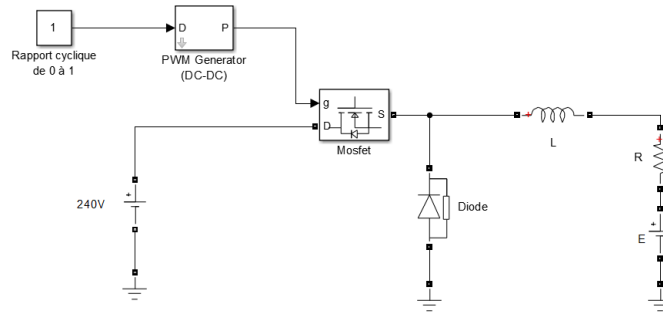 1
Rapport cyclique
de 0 à 1
D
P
PWM Generator
(DC-DC)
g
D
S
Mosfet
240V
+
Diode
+
L
+
R
+
E